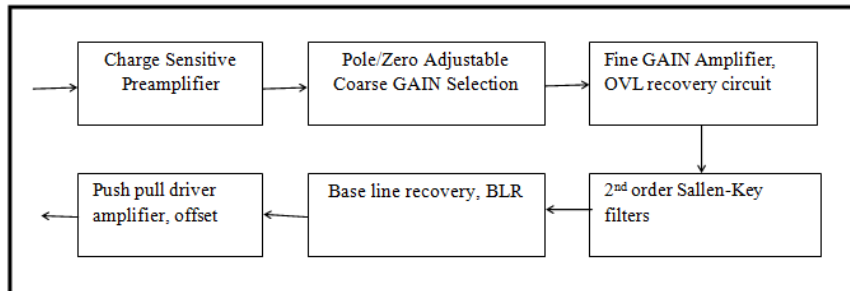 Charge Sensitive
Preamplifier
Pole/Zero Adjustable
Coarse GAIN Selection
Fine GAIN Amplifier,
OVL recovery circuit
Push pull driver
amplifier, offset
Base line recovery, BLR
2nd order Sallen-Key
filters